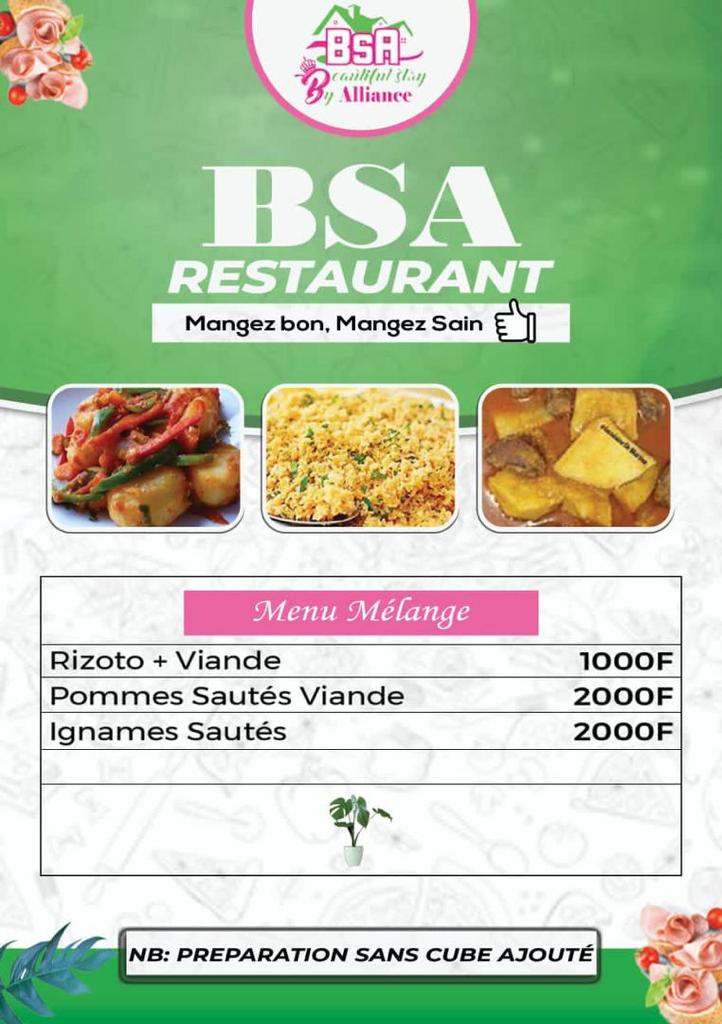 BSA
Beautiful stay
By Alliance
BSA
RESTAURANT
Mangez bon, Mangez Sain
Menu Mélange
Rizoto + Viande 1000F
Pommes Sautés Viande 2000F
Ignames Sautés 2000F
NB: PREPARATION SANS CUBE AJOUTÉ